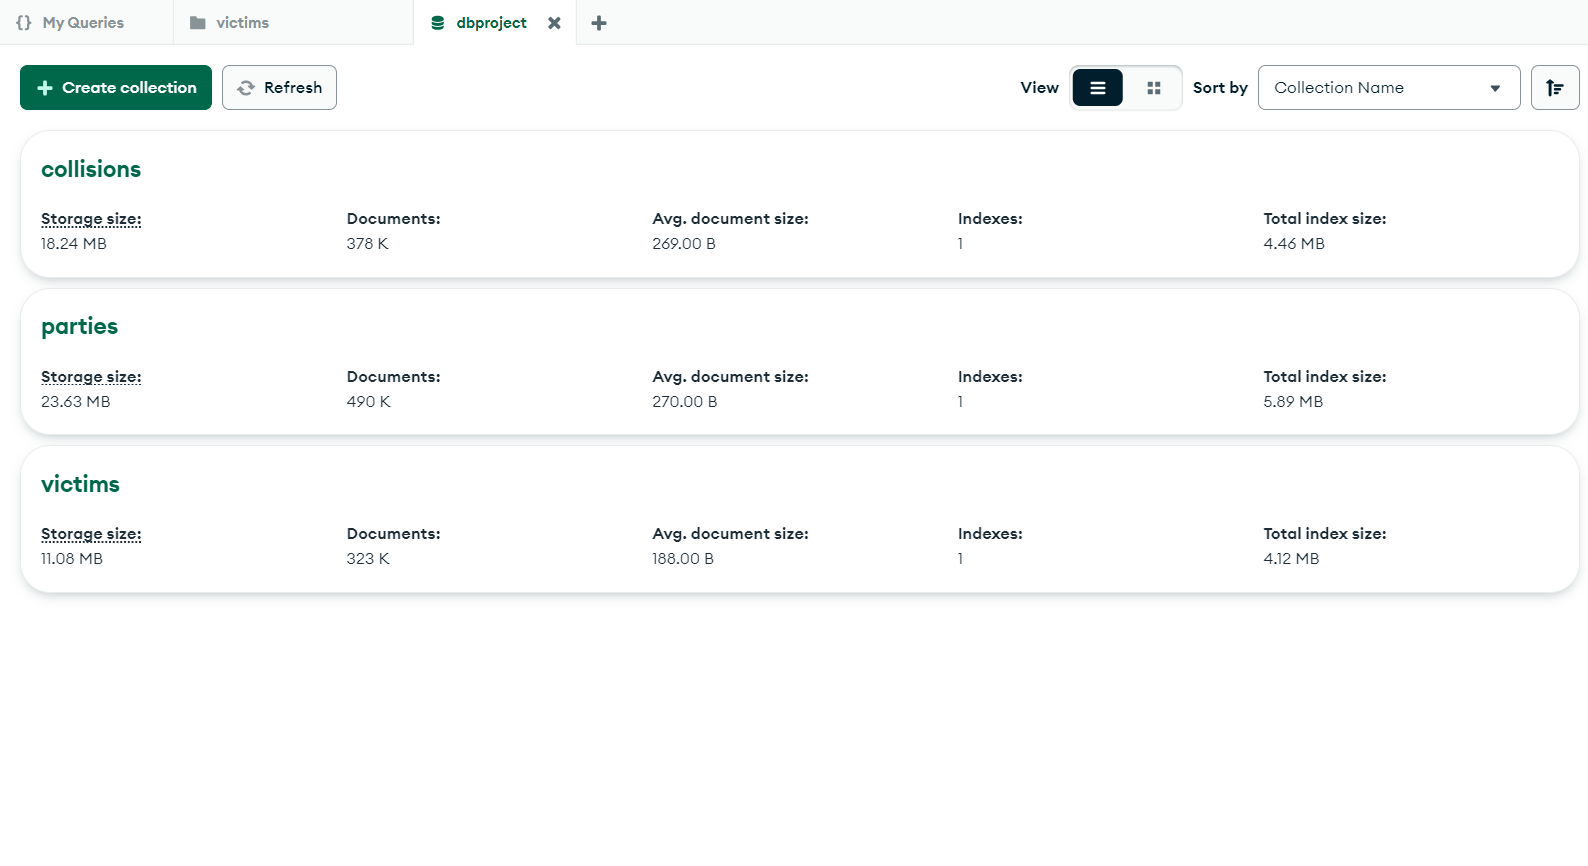 {} My Queries victims dbproject
Create collection Refresh View Sort by Collection Name
collisions
Storage size: Documents: Avg. document size: Indexes: Total index size:
18.24 MB 378 K 269.00 B 1 4.46 MB
parties
Storage size: Documents: Avg. document size: Indexes: Total index size:
23.63 MB 490 K 270.00 B 1 5.89 MB
victims
Storage size: Documents: Avg. document size: Indexes: Total index size:
11.08 MB 323 K 188.00 B 1 4.12 MB